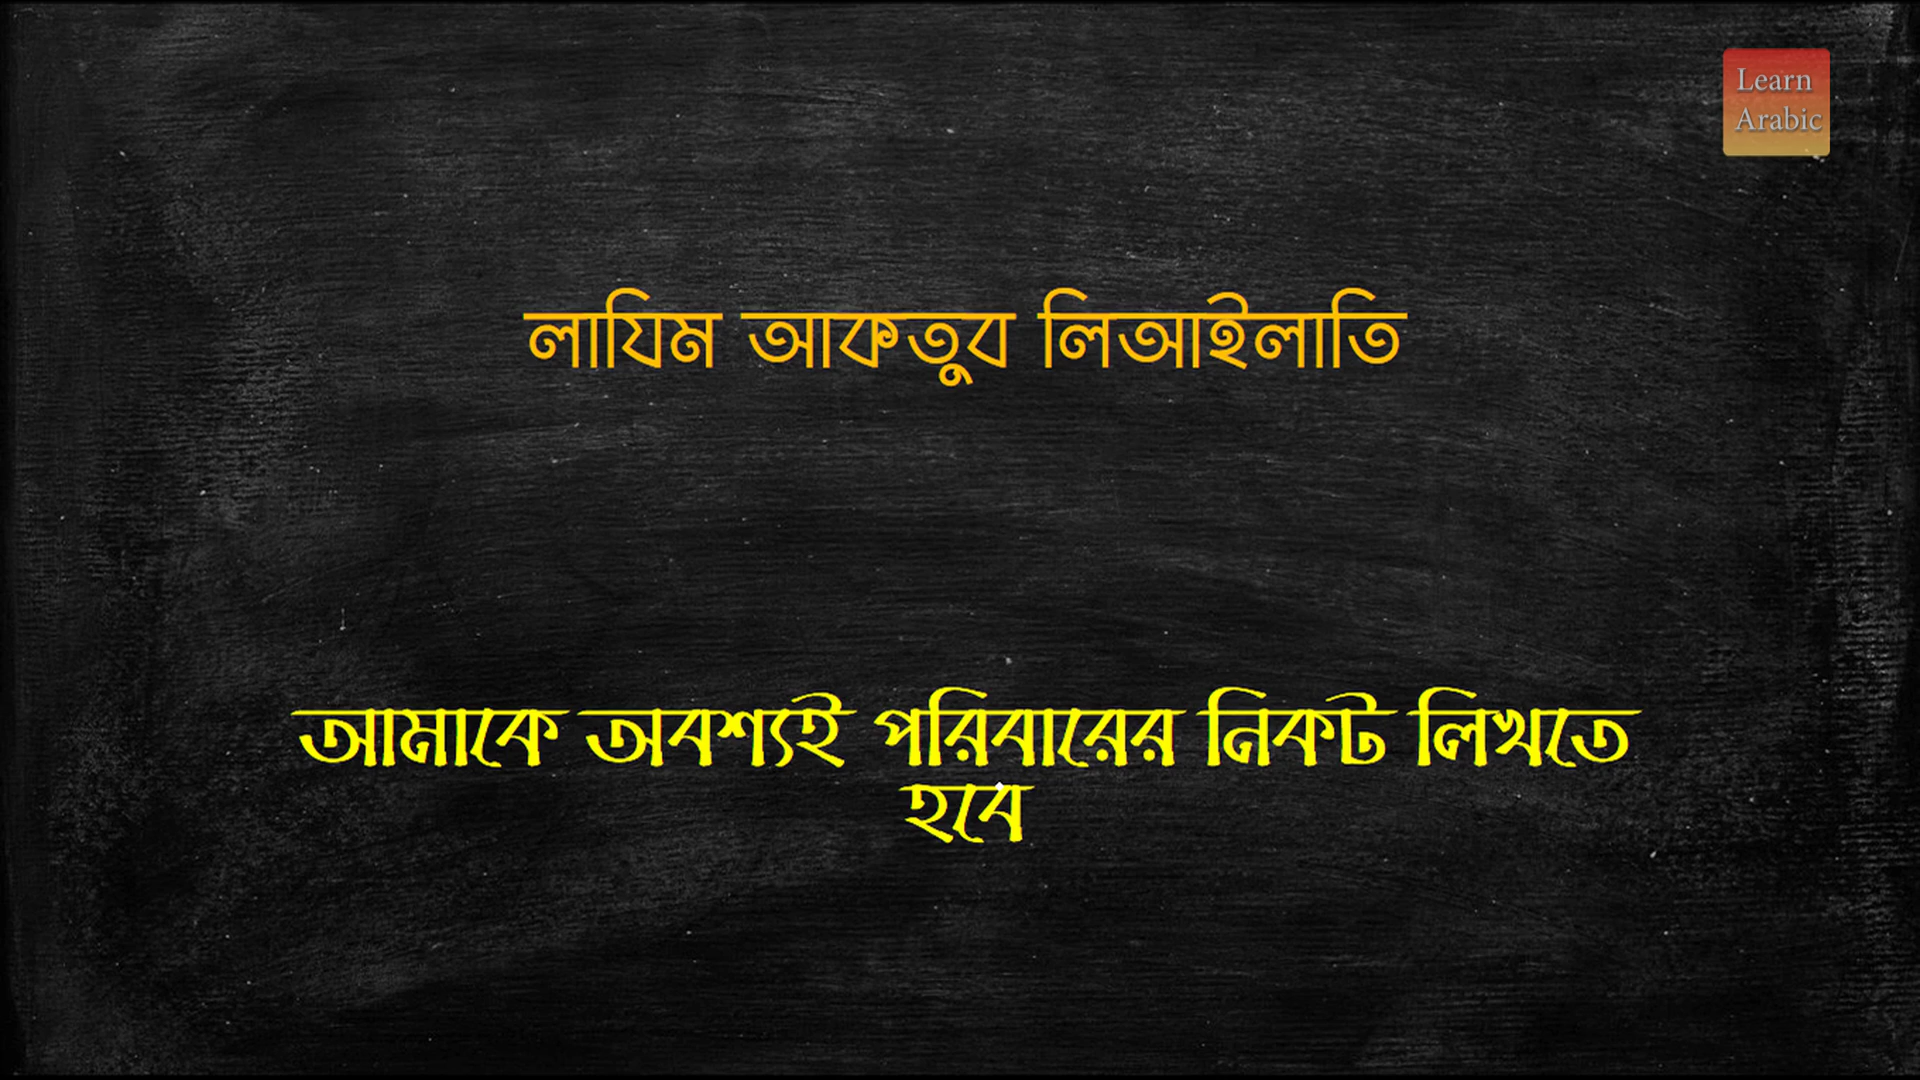 Learn
Arabic
লাযিম আকতুব লিআইলাতি
আমাকে অবশ্যই পরিবারের নিকট লিখতে
হবে